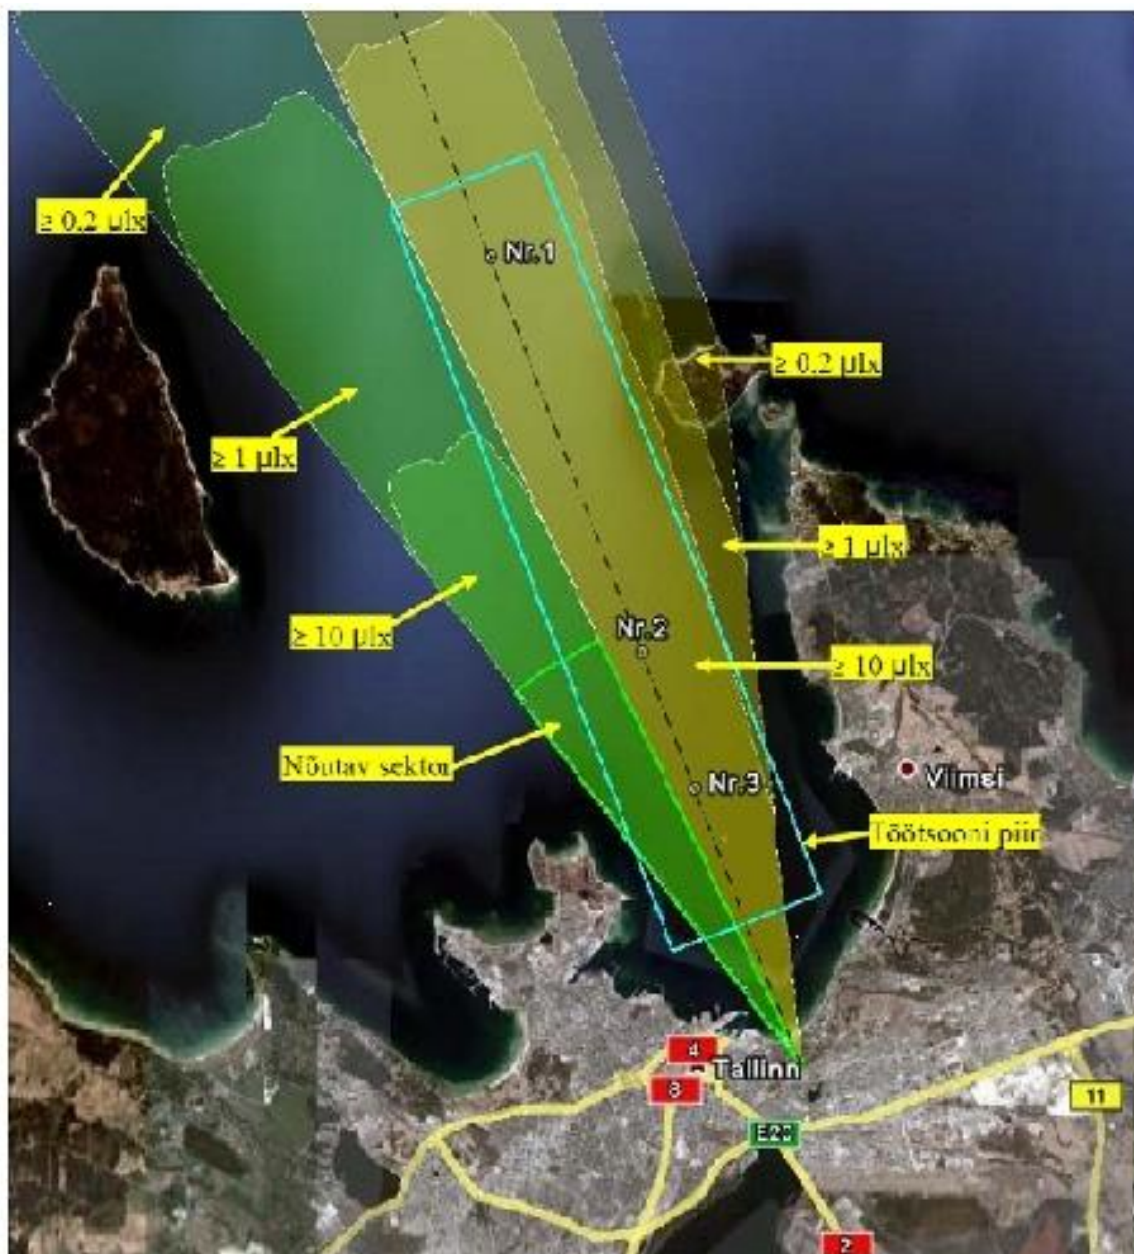 ≥ 0.2 µlx
Nr.1
≥ 0.2 µlx
≥ 1 µlx
≥ 1 µlx
≥ 10 µlx
Nr.2
≥ 10 µlx
Nõutav sektor
Nr.3
Viimsi
Töötsooni piir
4
Tallinn
8
11
E20
2